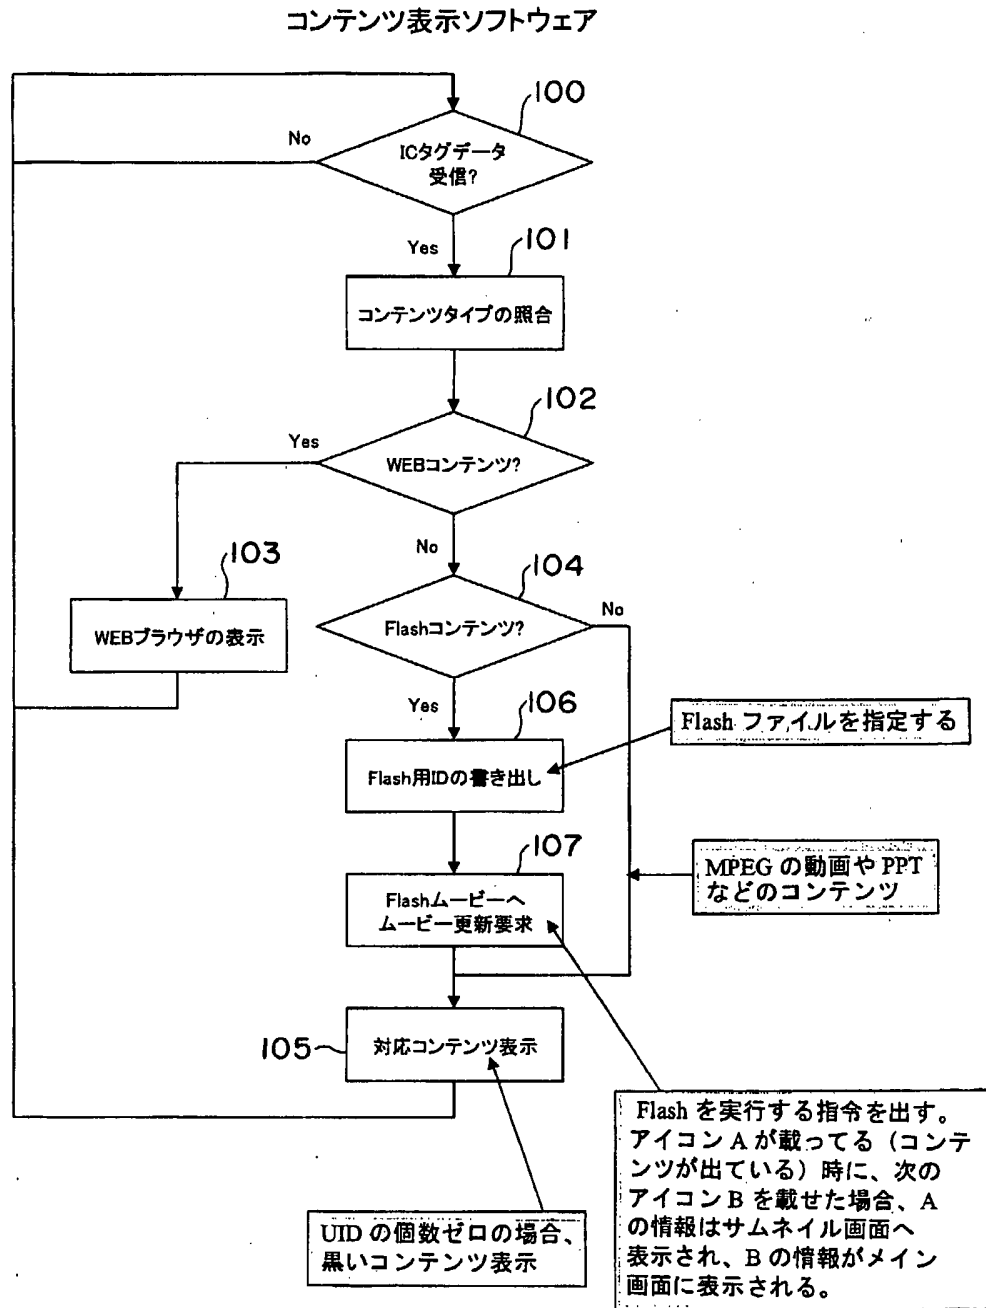 コンテンツ表示ソフトウェア
100
No
ICタグデータ
受信?
Yes
101
コンテンツタイプの照合
102
Yes
WEBコンテンツ?
No
103
104
No
WEBブラウザの表示
Flashコンテンツ?
Yes
106
Flash ファイルを指定する
Flash用IDの書き出し
107
MPEG の動画や PPT
などのコンテンツ
Flashムービーへ
ムービー更新要求
105
対応コンテンツ表示
Flash を実行する指令を出す。
アイコン A が載ってる（コンテ
ンツが出ている）時に、次の
アイコン B を載せた場合、A
の情報はサムネイル画面へ
表示され、B の情報がメイン
画面に表示される。
UID の個数ゼロの場合、
黒いコンテンツ表示